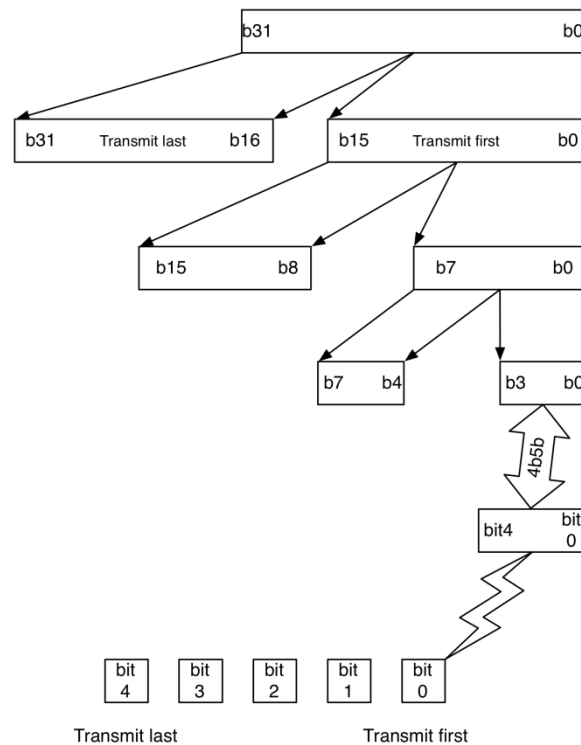 b31 b0
b31 Transmit last b16 b15 Transmit first b0
b15 b8 b7 b0
b7 b4 b3 b0
4b5b
bit4 bit
0
bit bit bit bit bit
4 3 2 1 0
Transmit last Transmit first